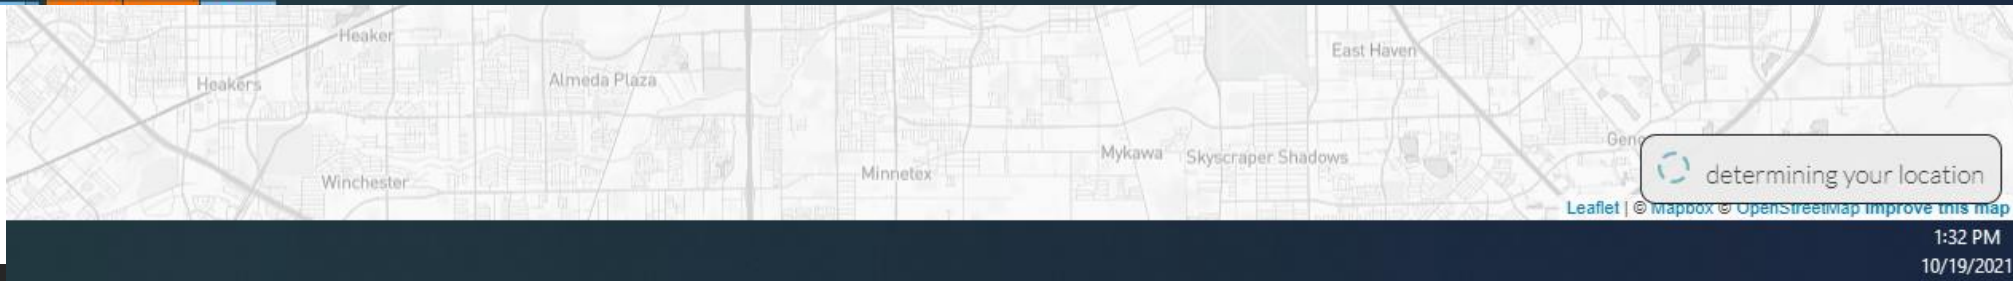 Heaker
East Haven
Heakers
Almeda Plaza
Mykawa
Skyscraper Shadows
Minnetex
Winchester
determining your location
Leaflet | © Mapbox © OpenStreetMap Improve this map
1:32 PM
10/19/2021